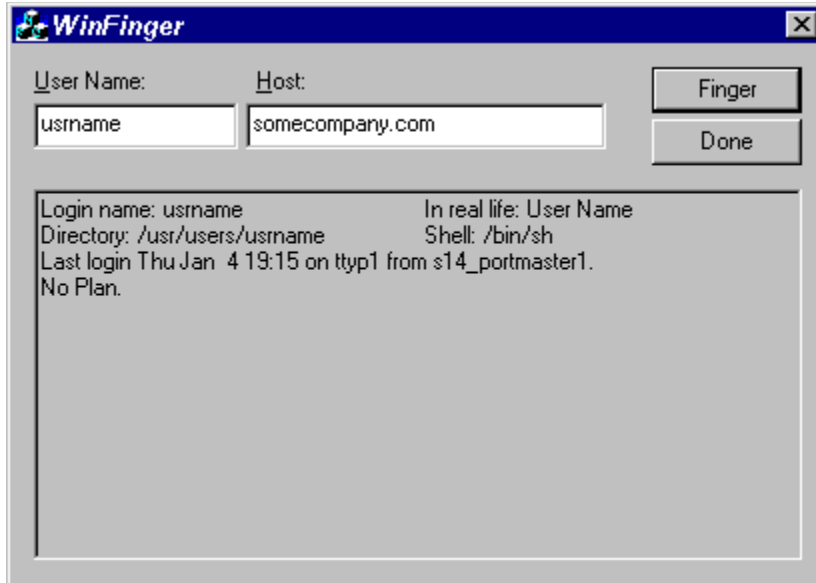 WinFinger
User Name: Host:
usrname somecompany.com
Finger
Done
Login name: usrname In real life: User Name
Directory: /usr/users/usrname Shell: /bin/sh
Last login Thu Jan  4 19:15 on ttyp1 from s14_portmaster1.
No Plan.